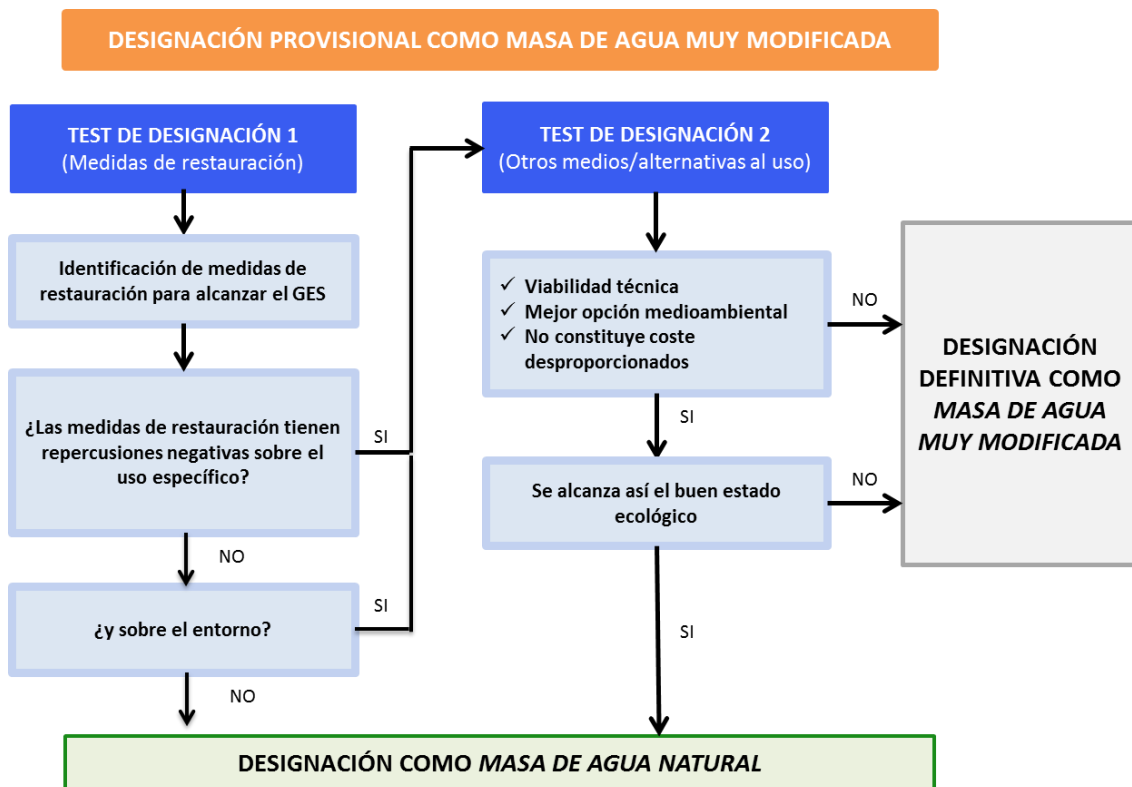 DESIGNACIÓN PROVISIONAL COMO MASA DE AGUA MUY MODIFICADA
TEST DE DESIGNACIÓN 1
(Medidas de restauración)
Identificación de medidas de
restauración para alcanzar el GES
¿Las medidas de restauración tienen
repercusiones negativas sobre el
uso específico?
SI
NO
¿y sobre el entorno?
SI
NO
TEST DE DESIGNACIÓN 2
(Otros medios/alternativas al uso)
✓ Viabilidad técnica
✓ Mejor opción medioambiental
✓ No constituye coste
desproporcionados
NO
SI
Se alcanza así el buen estado
ecológico
NO
SI
DESIGNACIÓN
DEFINITIVA COMO
MASA DE AGUA
MUY MODIFICADA
DESIGNACIÓN COMO MASA DE AGUA NATURAL